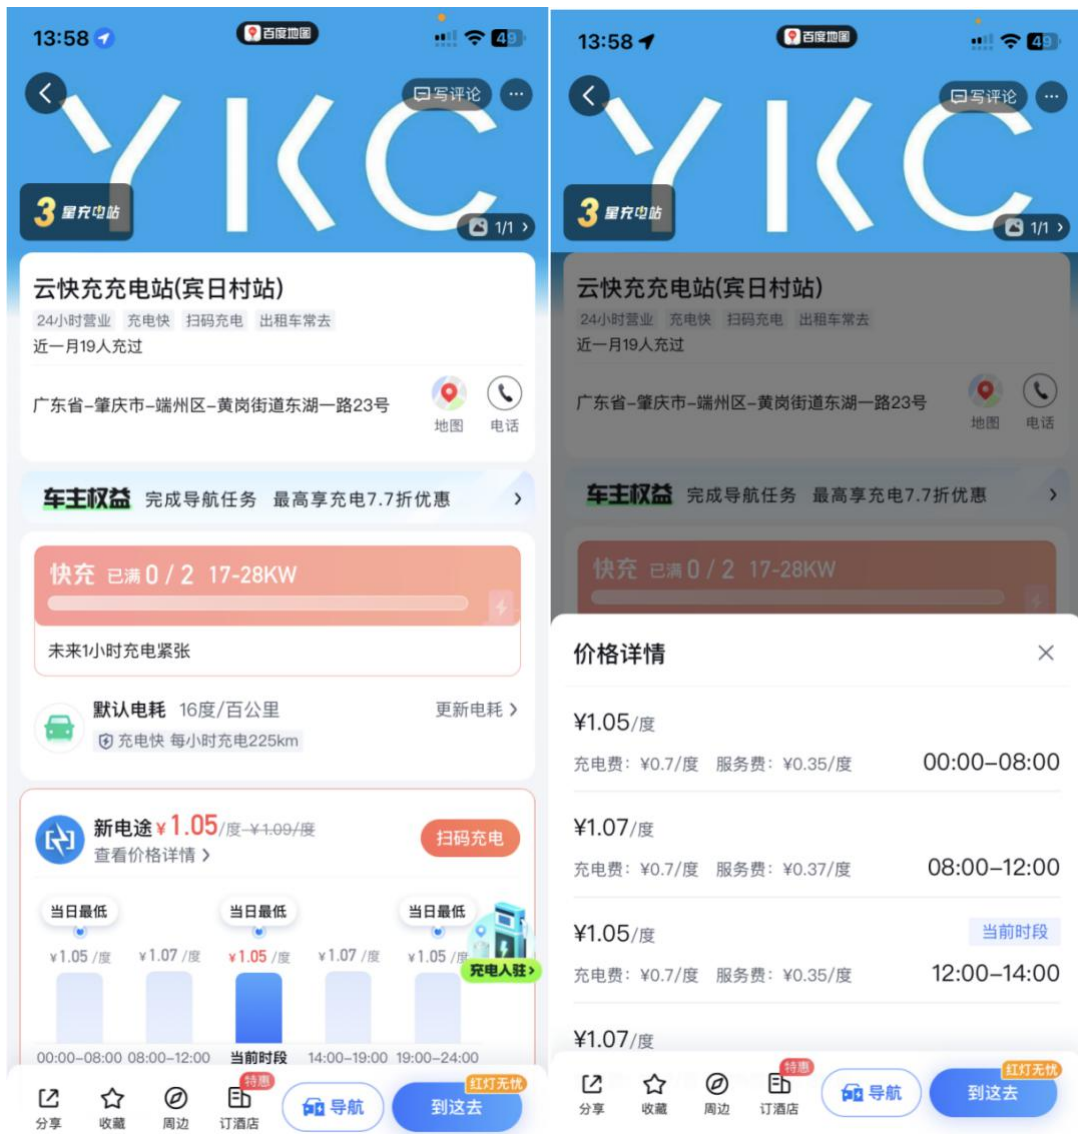 13:58
百度地图
49
YKC
写评论
3 星充电站
1/1
云快充充电站(宾日村站)
24小时营业 充电快 扫码充电 出租车常去
近一月19人充过
广东省-肇庆市-端州区-黄岗街道东湖一路23号
地图 电话
车主权益 完成导航任务 最高享充电7.7折优惠
快充 已满 0 / 2 17-28KW
未来1小时充电紧张
默认电耗 16度/百公里 更新电耗
充电快 每小时充电225km
新电途 ¥1.05/度 ¥1.09/度
查看价格详情
扫码充电
当日最低 当日最低 当日最低
¥1.05 /度 ¥1.07 /度 ¥1.05 /度 ¥1.07 /度 ¥1.05 /度
充电人驻
00:00-08:00 08:00-12:00 当前时段 14:00-19:00 19:00-24:00
特惠 红灯无忧
分享 收藏 周边 订酒店 导航 到这去
13:58
百度地图
49
YKC
写评论
3 星充电站
1/1
云快充充电站(宾日村站)
24小时营业 充电快 扫码充电 出租车常去
近一月19人充过
广东省-肇庆市-端州区-黄岗街道东湖一路23号
地图 电话
车主权益 完成导航任务 最高享充电7.7折优惠
快充 已满 0 / 2 17-28KW
价格详情
¥1.05/度
充电费：¥0.7/度 服务费：¥0.35/度 00:00-08:00
¥1.07/度
充电费：¥0.7/度 服务费：¥0.37/度 08:00-12:00
¥1.05/度 当前时段
充电费：¥0.7/度 服务费：¥0.35/度 12:00-14:00
¥1.07/度
特惠 红灯无忧
分享 收藏 周边 订酒店 导航 到这去